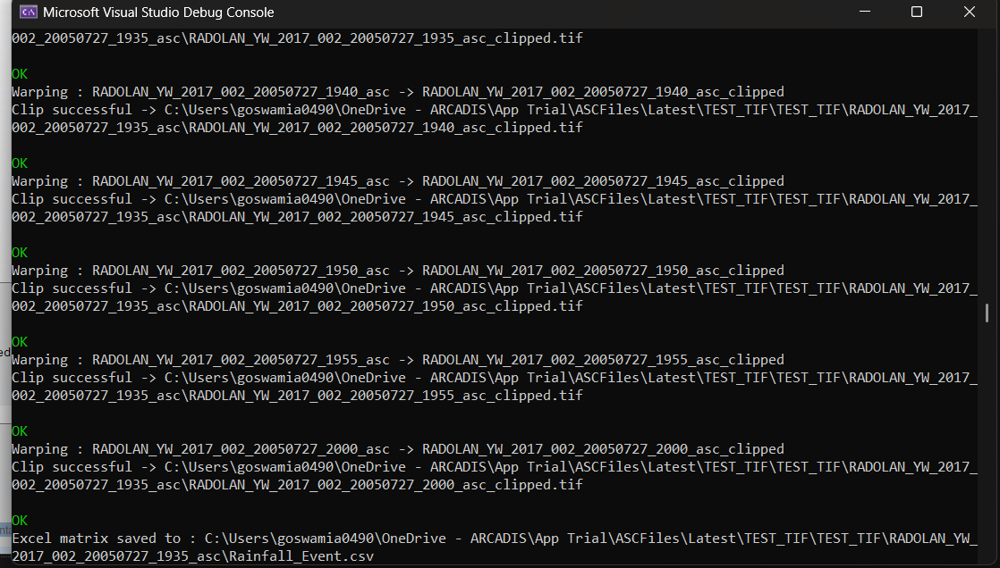 Microsoft Visual Studio Debug Console
002_20050727_1935_asc\RADOLAN_YW_2017_002_20050727_1935_asc_clipped.tif
OK
Warping : RADOLAN_YW_2017_002_20050727_1940_asc -> RADOLAN_YW_2017_002_20050727_1940_asc_clipped
Clip successful -> C:\Users\goswamia0490\OneDrive - ARCADIS\App Trial\ASCFiles\Latest\TEST_TIF\TEST_TIF\RADOLAN_YW_2017_
002_20050727_1935_asc\RADOLAN_YW_2017_002_20050727_1940_asc_clipped.tif
OK
Warping : RADOLAN_YW_2017_002_20050727_1945_asc -> RADOLAN_YW_2017_002_20050727_1945_asc_clipped
Clip successful -> C:\Users\goswamia0490\OneDrive - ARCADIS\App Trial\ASCFiles\Latest\TEST_TIF\TEST_TIF\RADOLAN_YW_2017_
002_20050727_1935_asc\RADOLAN_YW_2017_002_20050727_1945_asc_clipped.tif
OK
Warping : RADOLAN_YW_2017_002_20050727_1950_asc -> RADOLAN_YW_2017_002_20050727_1950_asc_clipped
Clip successful -> C:\Users\goswamia0490\OneDrive - ARCADIS\App Trial\ASCFiles\Latest\TEST_TIF\TEST_TIF\RADOLAN_YW_2017_
002_20050727_1935_asc\RADOLAN_YW_2017_002_20050727_1950_asc_clipped.tif
OK
Warping : RADOLAN_YW_2017_002_20050727_1955_asc -> RADOLAN_YW_2017_002_20050727_1955_asc_clipped
Clip successful -> C:\Users\goswamia0490\OneDrive - ARCADIS\App Trial\ASCFiles\Latest\TEST_TIF\TEST_TIF\RADOLAN_YW_2017_
002_20050727_1935_asc\RADOLAN_YW_2017_002_20050727_1955_asc_clipped.tif
OK
Warping : RADOLAN_YW_2017_002_20050727_2000_asc -> RADOLAN_YW_2017_002_20050727_2000_asc_clipped
Clip successful -> C:\Users\goswamia0490\OneDrive - ARCADIS\App Trial\ASCFiles\Latest\TEST_TIF\TEST_TIF\RADOLAN_YW_2017_
002_20050727_1935_asc\RADOLAN_YW_2017_002_20050727_2000_asc_clipped.tif
OK
Excel matrix saved to : C:\Users\goswamia0490\OneDrive - ARCADIS\App Trial\ASCFiles\Latest\TEST_TIF\TEST_TIF\RADOLAN_YW_
2017_002_20050727_1935_asc\Rainfall_Event.csv